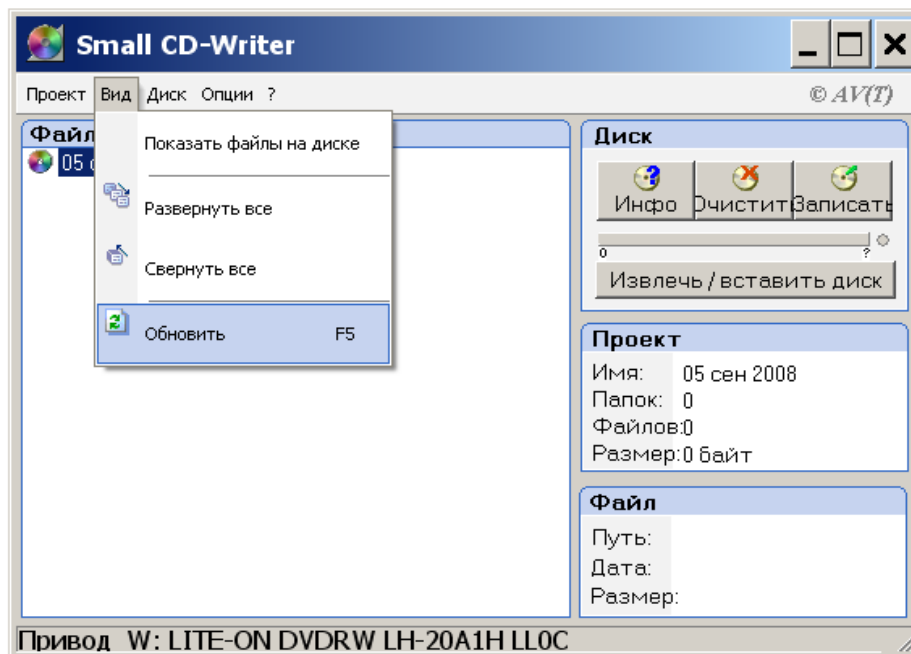 Small CD-Writer
Проект Вид Диск Опции ?
© AV(T)
Файл
05
Показать файлы на диске
Развернуть все
Свернуть все
Обновить F5
Диск
Инфо Очистить Записать
0 ?
Извлечь / вставить диск
Проект
Имя: 05 сен 2008
Папок: 0
Файлов:0
Размер:0 байт
Файл
Путь:
Дата:
Размер:
Привод W: LITE-ON DVDRW LH-20A1H LL0C